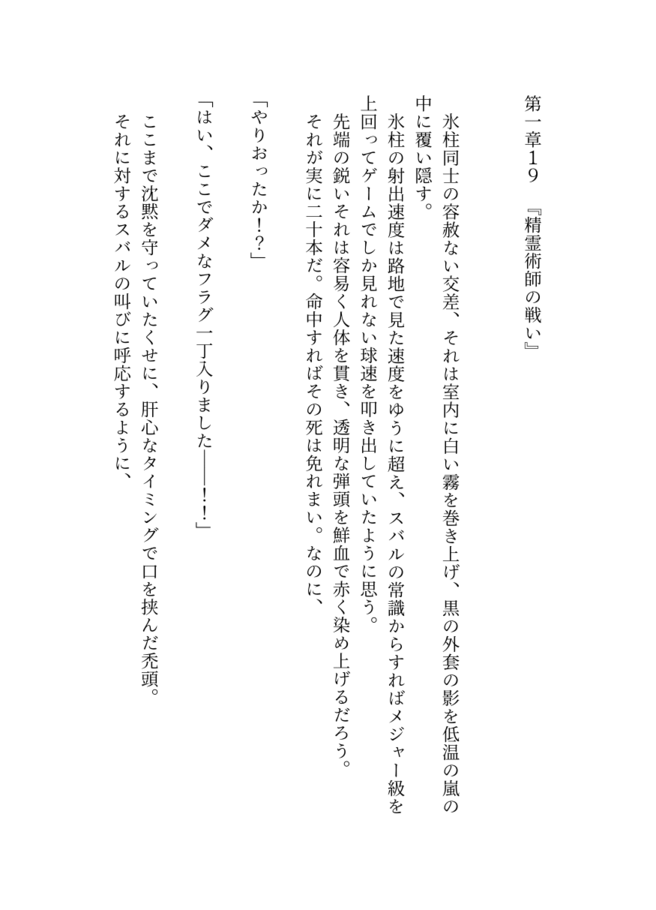 第一章１９　『精霊術師の戦い』
　氷柱同士の容赦ない交差、それは室内に白い霧を巻き上げ、黒の外套の影を低温の嵐の
中に覆い隠す。
　氷柱の射出速度は路地で見た速度をゆうに超え、スバルの常識からすればメジャー級を
上回ってゲームでしか見れない球速を叩き出していたように思う。
　先端の鋭いそれは容易く人体を貫き、透明な弾頭を鮮血で赤く染め上げるだろう。
　それが実に二十本だ。命中すればその死は免れまい。なのに、
「やりおったか！？」
「はい、ここでダメなフラグ一丁入りました――！！」
　ここまで沈黙を守っていたくせに、肝心なタイミングで口を挟んだ禿頭。
　それに対するスバルの叫びに呼応するように、